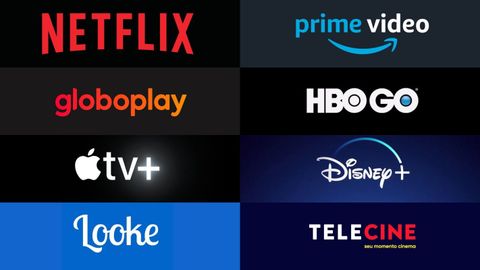 NETFLIX
prime video
globoplay
HBO GO
tv+
Disney+
Looke
TELECINE
seu momento cinema